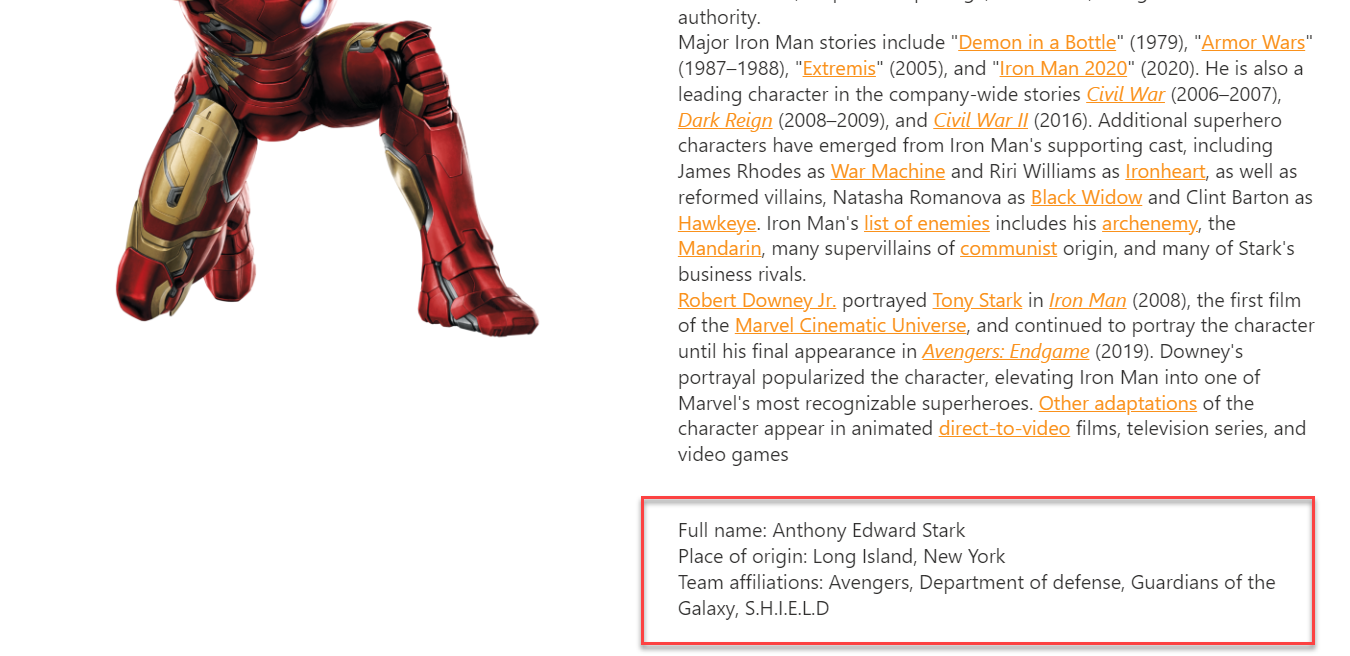 authority.
Major Iron Man stories include "Demon in a Bottle" (1979), "Armor Wars"
(1987–1988), "Extremis" (2005), and "Iron Man 2020" (2020). He is also a
leading character in the company-wide stories Civil War (2006–2007),
Dark Reign (2008–2009), and Civil War II (2016). Additional superhero
characters have emerged from Iron Man's supporting cast, including
James Rhodes as War Machine and Riri Williams as Ironheart, as well as
reformed villains, Natasha Romanova as Black Widow and Clint Barton as
Hawkeye. Iron Man's list of enemies includes his archenemy, the
Mandarin, many supervillains of communist origin, and many of Stark's
business rivals.
Robert Downey Jr. portrayed Tony Stark in Iron Man (2008), the first film
of the Marvel Cinematic Universe, and continued to portray the character
until his final appearance in Avengers: Endgame (2019). Downey's
portrayal popularized the character, elevating Iron Man into one of
Marvel's most recognizable superheroes. Other adaptations of the
character appear in animated direct-to-video films, television series, and
video games
Full name: Anthony Edward Stark
Place of origin: Long Island, New York
Team affiliations: Avengers, Department of defense, Guardians of the
Galaxy, S.H.I.E.L.D